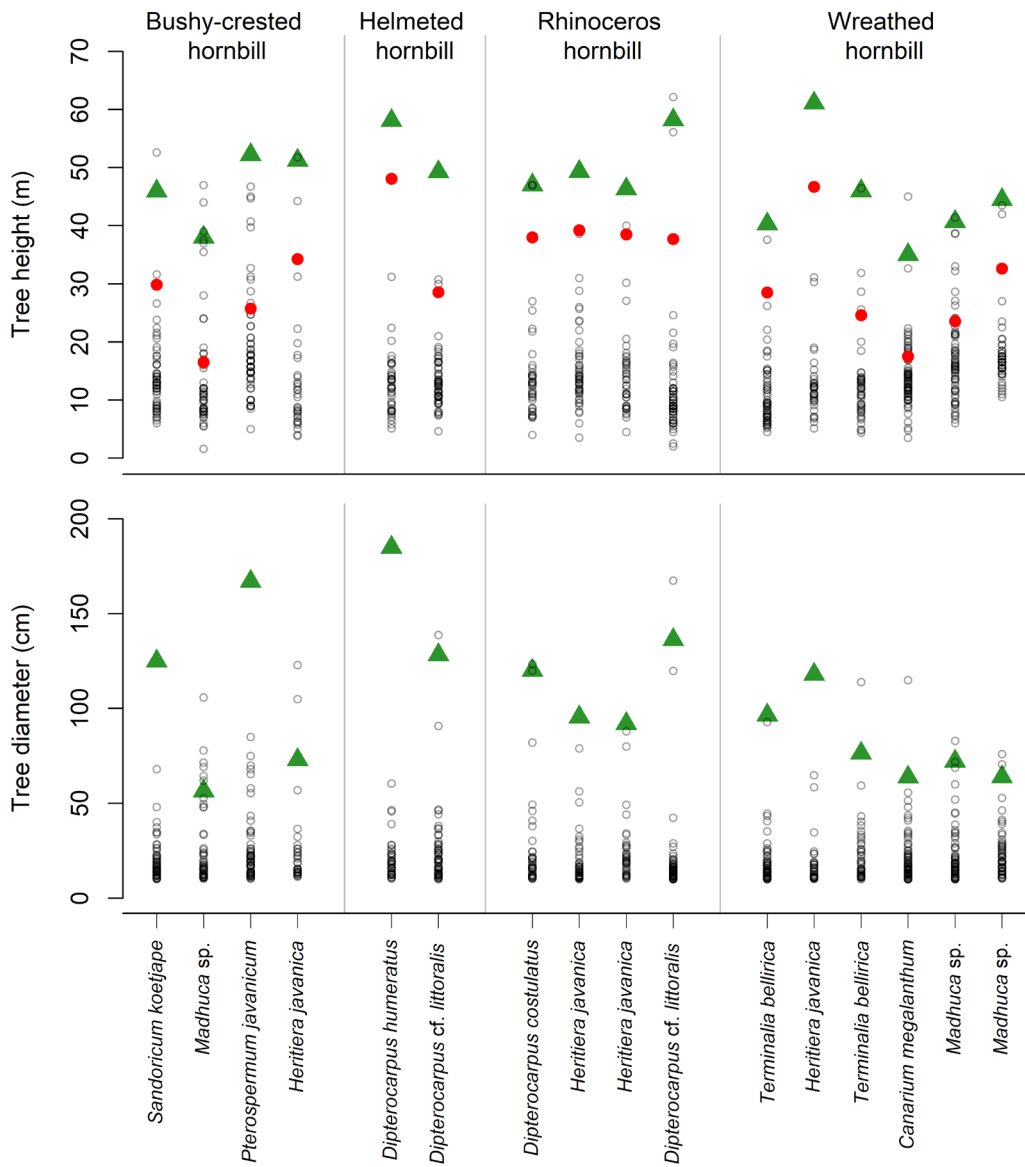 Bushy-crested
hornbill
Helmeted
hornbill
Rhinoceros
hornbill
Wreathed
hornbill
Tree height (m)
70
60
50
40
30
20
10
0
Tree diameter (cm)
200
150
100
50
0
Sandoricum koetjape
Madhuca sp.
Pterospermum javanicum
Heritiera javanica
Dipterocarpus humeratus
Dipterocarpus cf. littoralis
Dipterocarpus costulatus
Heritiera javanica
Heritiera javanica
Dipterocarpus cf. littoralis
Terminalia bellirica
Heritiera javanica
Terminalia bellirica
Canarium megalanthum
Madhuca sp.
Madhuca sp.